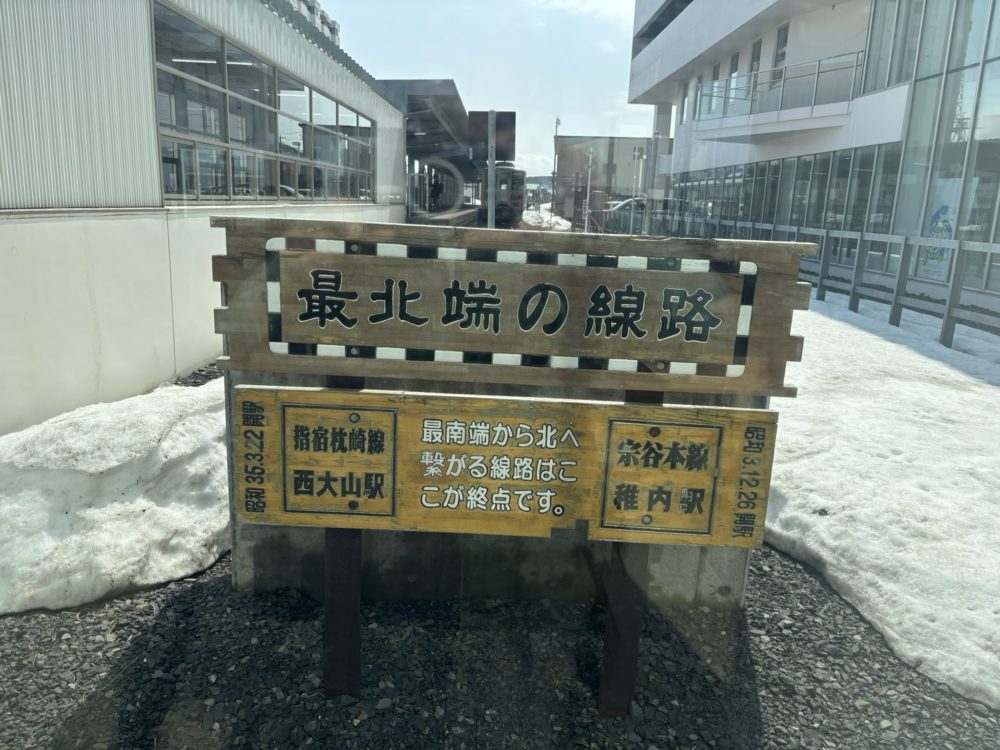 最北端の線路
昭和35.3.22開駅
指宿枕崎線
西大山駅
最南端から北へ
繋がる線路はこ
こが終点です。
宗谷本線
稚内駅
昭和3.12.26開駅